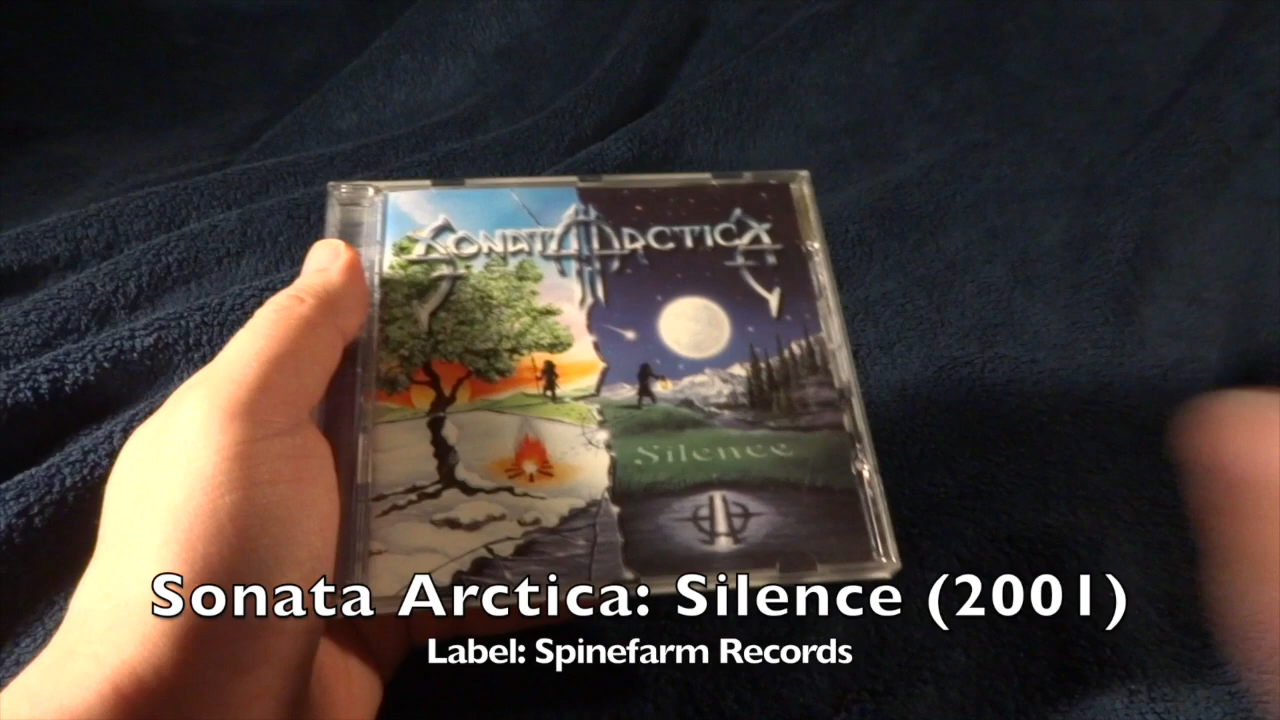 SONATA ARCTICA
Silence
Sonata Arctica: Silence (2001)
Label: Spinefarm Records